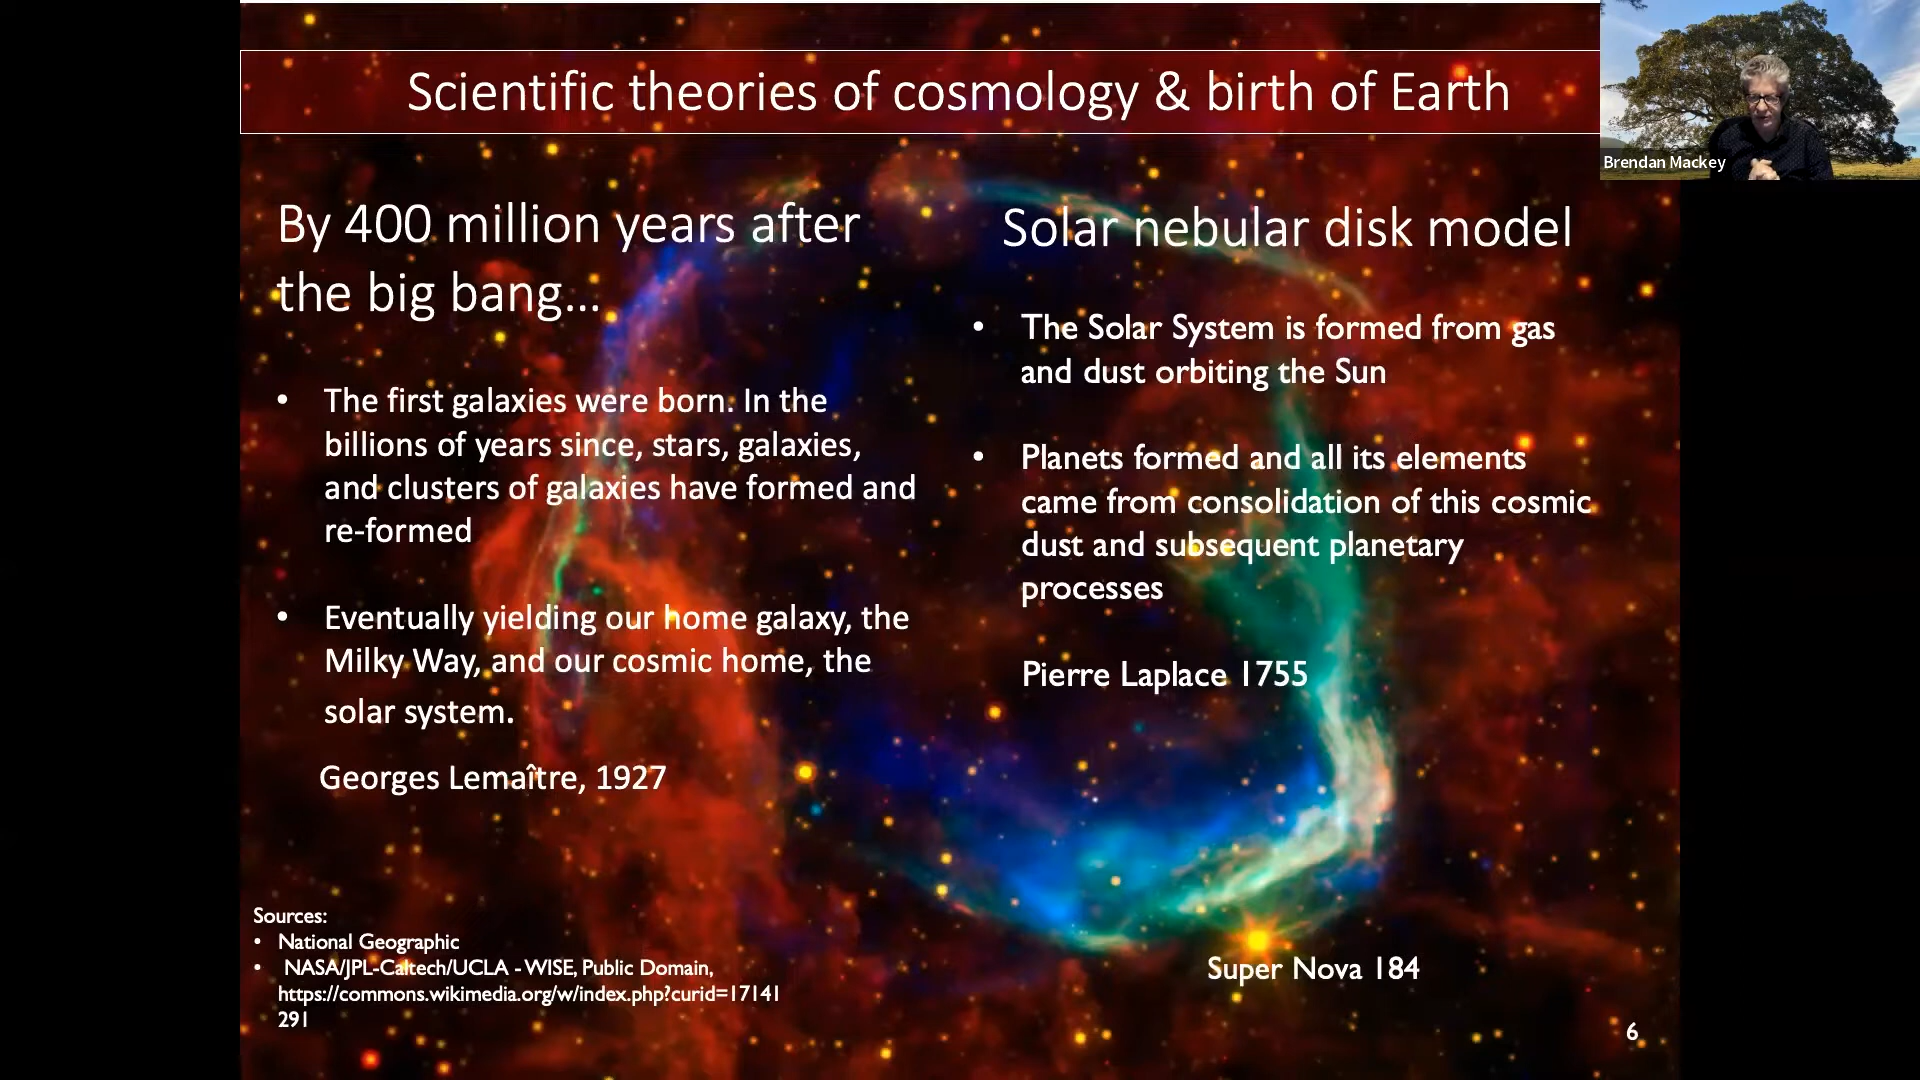 Scientific theories of cosmology & birth of Earth
Brendan Mackey
By 400 million years after
the big bang...
• The first galaxies were born. In the
billions of years since, stars, galaxies,
and clusters of galaxies have formed and
re-formed
• Eventually yielding our home galaxy, the
Milky Way, and our cosmic home, the
solar system.
Georges Lemaître, 1927
Solar nebular disk model
• The Solar System is formed from gas
and dust orbiting the Sun
• Planets formed and all its elements
came from consolidation of this cosmic
dust and subsequent planetary
processes
Pierre Laplace 1755
Sources:
• National Geographic
• NASA/JPL-Caltech/UCLA - WISE, Public Domain,
https://commons.wikimedia.org/w/index.php?curid=17141
291
Super Nova 184
6